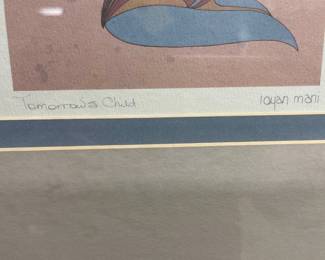 Tomorrow's Child
ioyan mani